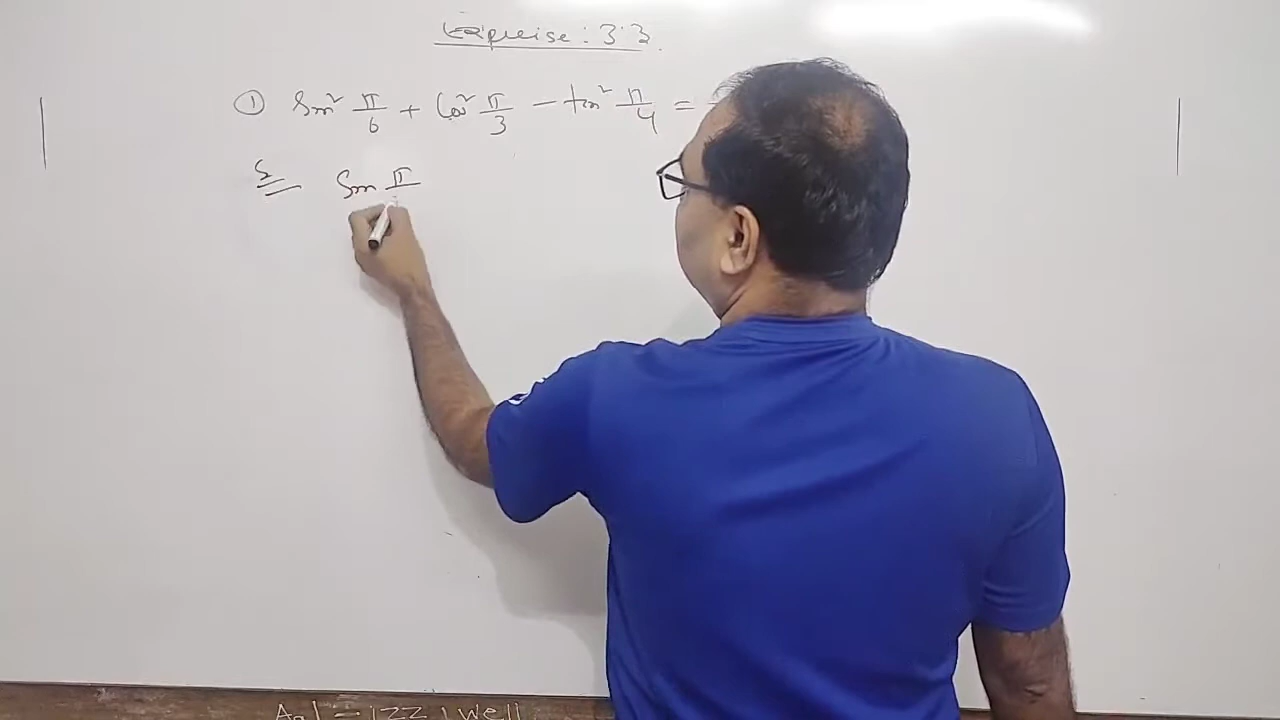 Exercise: 3.3
① Sin² π/6 + Cos² π/3 − tan² π/4 =
Sin π